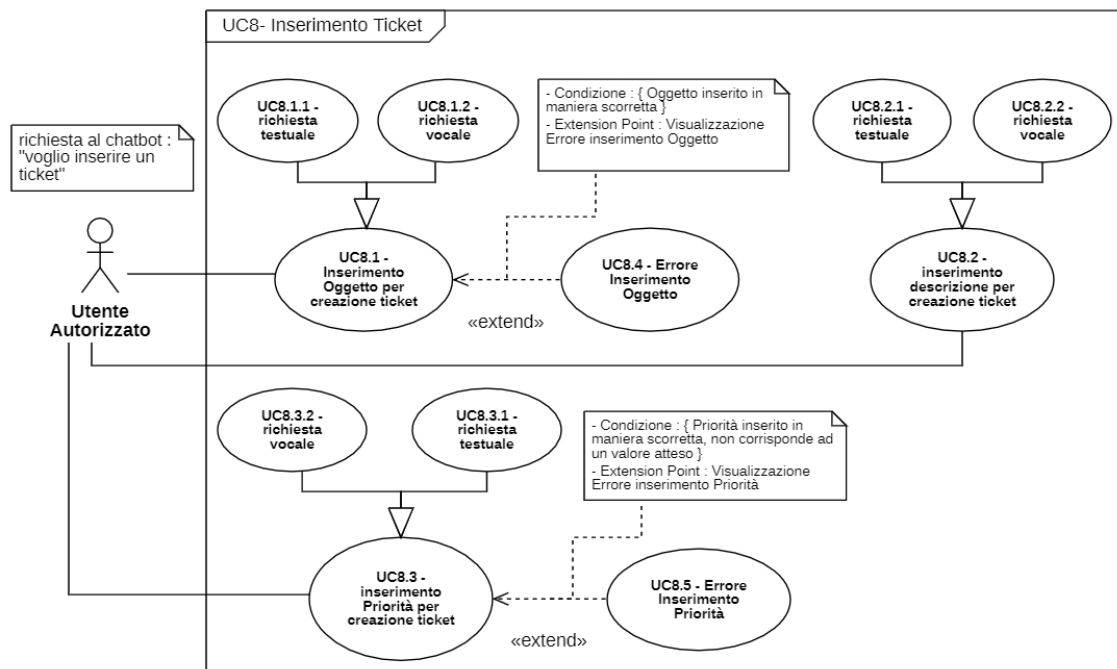 UC8- Inserimento Ticket
richiesta al chatbot :
"voglio inserire un
ticket"
Utente
Autorizzato
UC8.1.1 -
richiesta
testuale
UC8.1.2 -
richiesta
vocale
- Condizione : { Oggetto inserito in
maniera scorretta }
- Extension Point : Visualizzazione
Errore inserimento Oggetto
UC8.2.1 -
richiesta
testuale
UC8.2.2 -
richiesta
vocale
UC8.1 -
Inserimento
Oggetto per
creazione ticket
«extend»
UC8.4 - Errore
Inserimento
Oggetto
UC8.2 -
inserimento
descrizione per
creazione ticket
UC8.3.2 -
richiesta
vocale
UC8.3.1 -
richiesta
testuale
- Condizione : { Priorità inserito in
maniera scorretta, non corrisponde ad
un valore atteso }
- Extension Point : Visualizzazione
Errore inserimento Priorità
UC8.3 -
inserimento
Priorità per
creazione ticket
«extend»
UC8.5 - Errore
Inserimento
Priorità